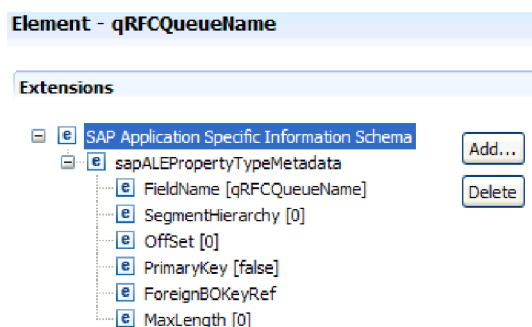 Element - qRFCQueueName
Extensions
SAP Application Specific Information Schema
Add...
sapALEPropertyTypeMetadata
FieldName [qRFCQueueName]
Delete
SegmentHierarchy [0]
OffSet [0]
PrimaryKey [false]
ForeignBOKeyRef
MaxLength [0]